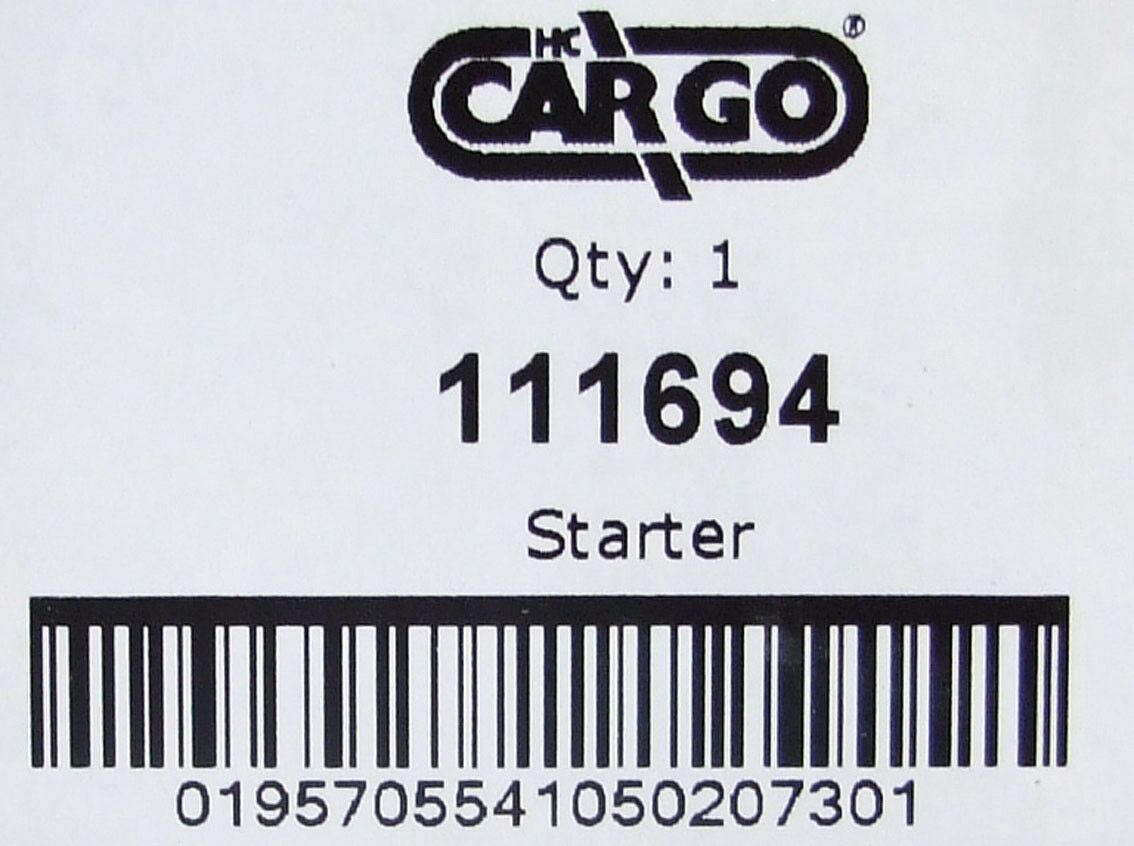 HC
CARGO®
Qty: 1
111694
Starter
0195705541050207301